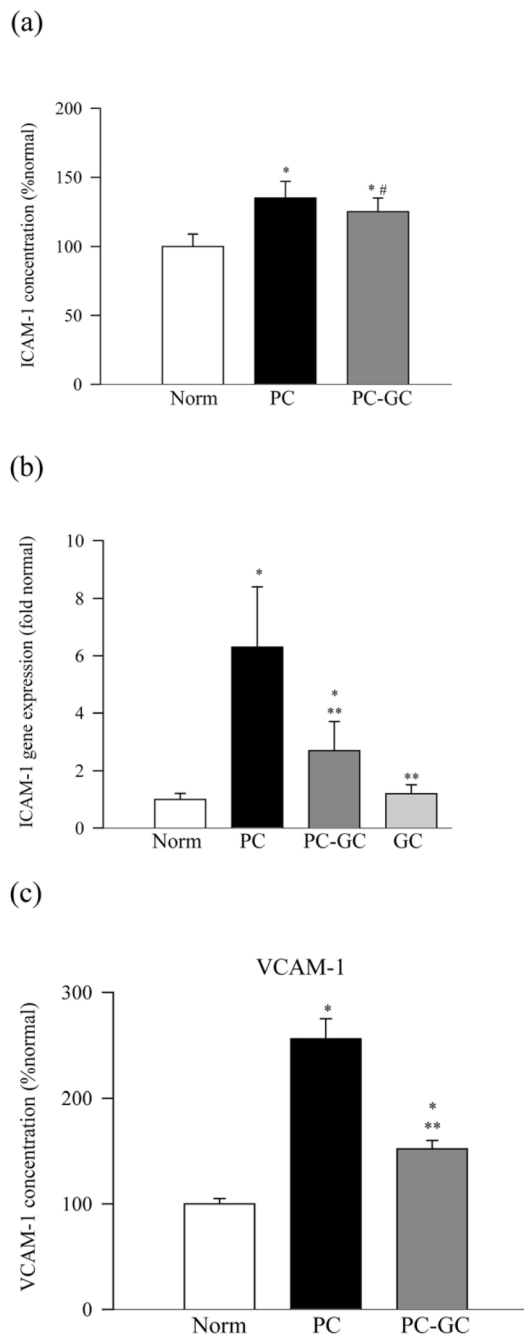 (a)
ICAM-1 concentration (%normal)
200
150
100
50
0
*
* #
Norm PC PC-GC
(b)
ICAM-1 gene expression (fold normal)
10
8
6
4
2
0
*
*
**
**
Norm PC PC-GC GC
(c)
VCAM-1
VCAM-1 concentration (%normal)
300
200
100
0
*
*
**
Norm PC PC-GC